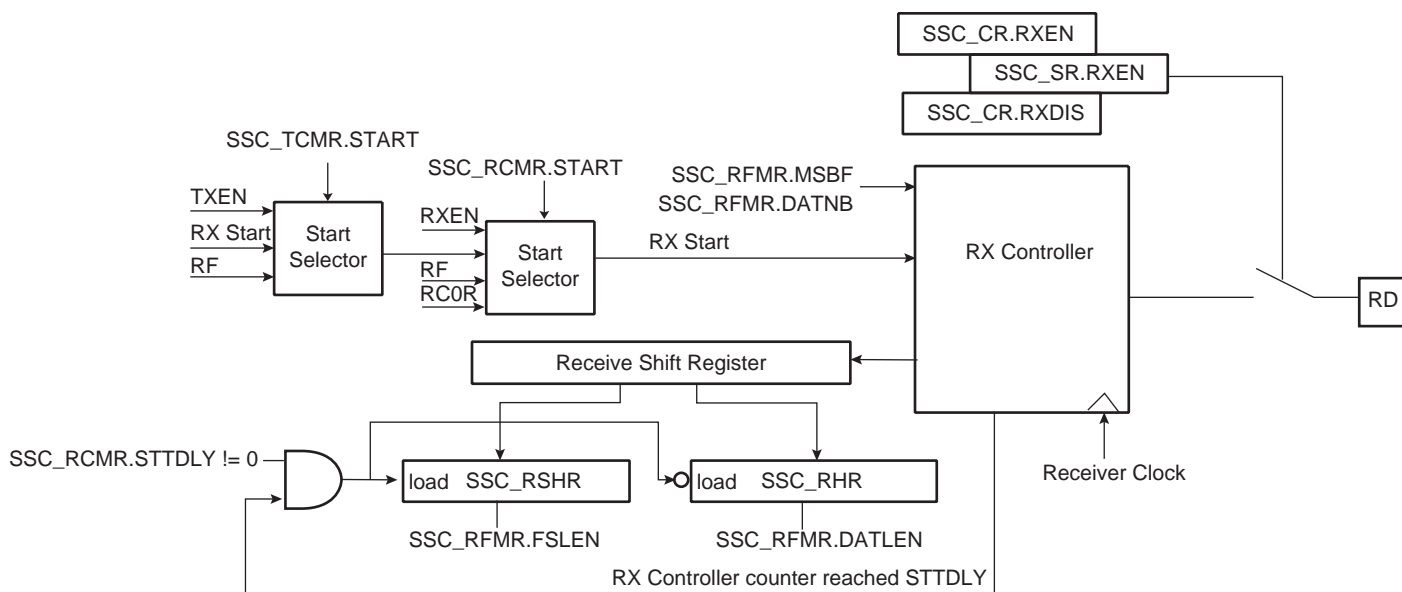 SSC_CR.RXEN
SSC_SR.RXEN
SSC_CR.RXDIS
SSC_TCMR.START
SSC_RCMR.START
SSC_RFMR.MSBF
SSC_RFMR.DATNB
TXEN
RX Start
RF
Start
Selector
RXEN
RF
RC0R
Start
Selector
RX Start
RX Controller
RD
Receive Shift Register
SSC_RCMR.STTDLY != 0
load SSC_RSHR
load SSC_RHR
Receiver Clock
SSC_RFMR.FSLEN
SSC_RFMR.DATLEN
RX Controller counter reached STTDLY